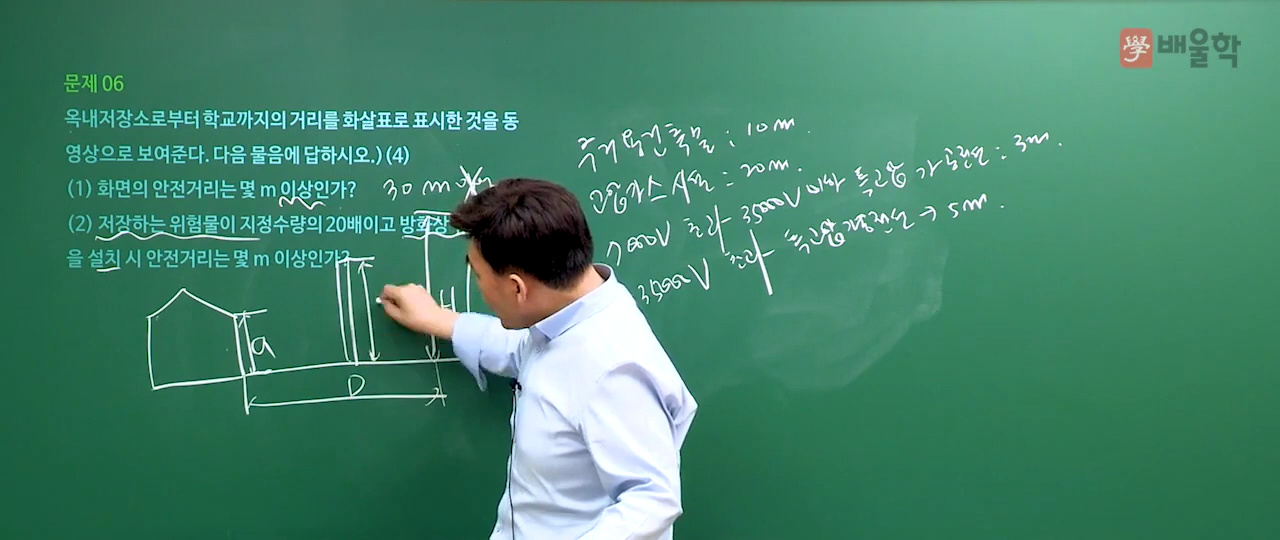 學 배울학
문제 06
옥내저장소로부터 학교까지의 거리를 화살표로 표시한 것을 동
영상으로 보여준다. 다음 물음에 답하시오.) (4)
(1) 화면의 안전거리는 몇 m 이상인가?
30m
(2) 저장하는 위험물이 지정수량의 20배이고 방화상
을 설치 시 안전거리는 몇 m 이상인가?
a
H
D
주거용건축물 : 10m.
고압가스시설 : 20m.
7000V 초과 35000V 이하 특고압 가공전선 : 3m.
35000V 초과 특고압가공전선 → 5m.